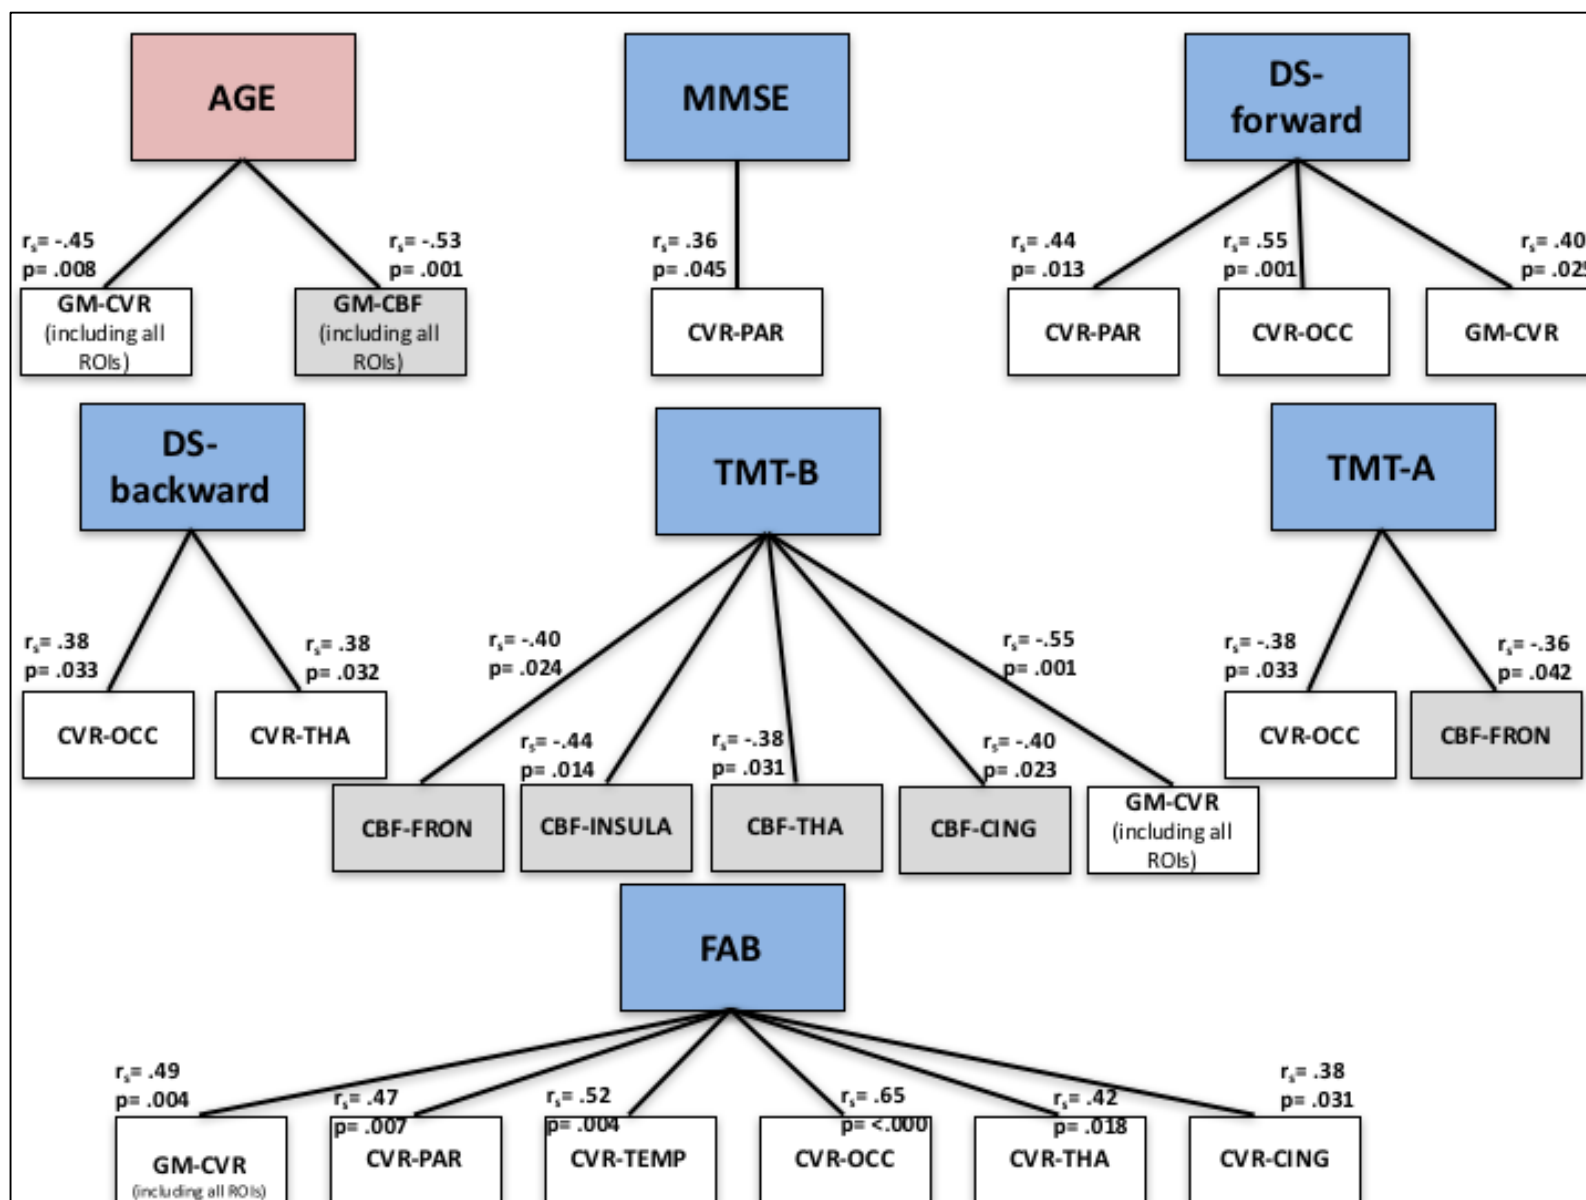 AGE
MMSE
DS-
forward
rₛ= -.45
p= .008
rₛ= -.53
p= .001
rₛ= .36
p= .045
rₛ= .44
p= .013
rₛ= .55
p= .001
rₛ= .40
p= .025
GM-CVR
(including all
ROIs)
GM-CBF
(including all
ROIs)
CVR-PAR
CVR-PAR
CVR-OCC
GM-CVR
DS-
backward
TMT-B
TMT-A
rₛ= .38
p= .033
rₛ= .38
p= .032
rₛ= -.40
p= .024
rₛ= -.55
p= .001
rₛ= -.38
p= .033
rₛ= -.36
p= .042
CVR-OCC
CVR-THA
CVR-OCC
CBF-FRON
rₛ= -.44
p= .014
rₛ= -.38
p= .031
rₛ= -.40
p= .023
CBF-FRON
CBF-INSULA
CBF-THA
CBF-CING
GM-CVR
(including all
ROIs)
FAB
rₛ= .49
p= .004
rₛ= .47
p= .007
rₛ= .52
p= .004
rₛ= .65
p= <.000
rₛ= .42
p= .018
rₛ= .38
p= .031
GM-CVR
(including all ROIs)
CVR-PAR
CVR-TEMP
CVR-OCC
CVR-THA
CVR-CING